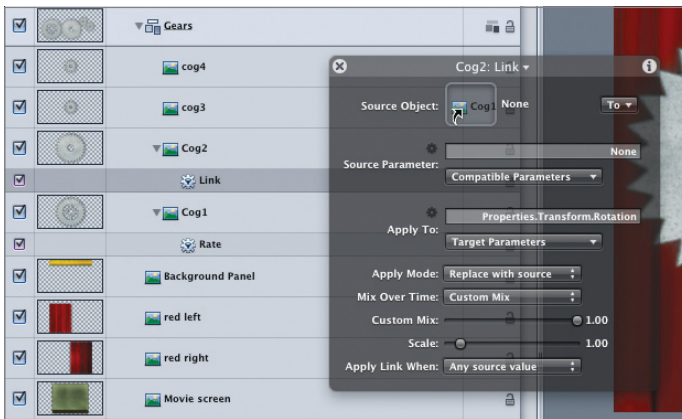 Gears
cog4
cog3
Cog2
Link
Cog1
Rate
Background Panel
red left
red right
Movie screen
Cog2: Link
Source Object: Cog1 None To
Source Parameter: None
Compatible Parameters
Apply To: Properties.Transform.Rotation
Target Parameters
Apply Mode: Replace with source
Mix Over Time: Custom Mix
Custom Mix: 1.00
Scale: 1.00
Apply Link When: Any source value